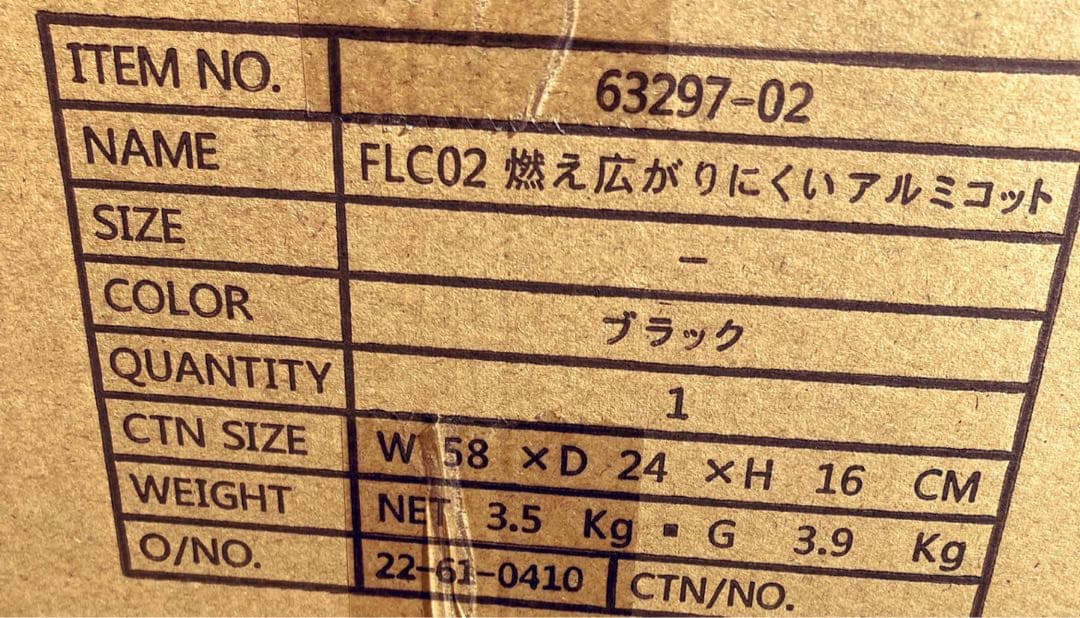 ITEM NO. 63297-02
NAME FLC02 燃え広がりにくいアルミコット
SIZE －
COLOR ブラック
QUANTITY 1
CTN SIZE W 58 ×D 24 ×H 16 CM
WEIGHT NET 3.5 Kg ▪ G 3.9 Kg
O/NO. 22-61-0410 CTN/NO.